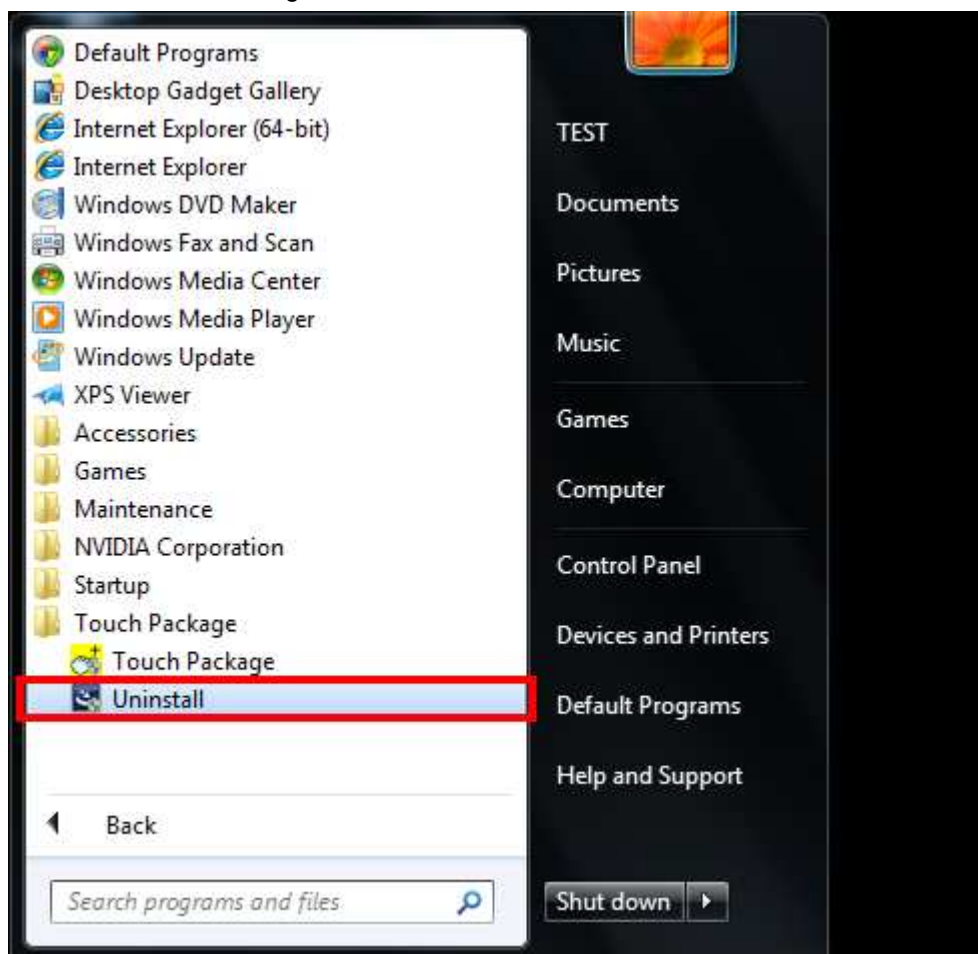 Default Programs
Desktop Gadget Gallery
Internet Explorer (64-bit)
Internet Explorer
Windows DVD Maker
Windows Fax and Scan
Windows Media Center
Windows Media Player
Windows Update
XPS Viewer
Accessories
Games
Maintenance
NVIDIA Corporation
Startup
Touch Package
Touch Package
Uninstall
Back
Search programs and files
TEST
Documents
Pictures
Music
Games
Computer
Control Panel
Devices and Printers
Default Programs
Help and Support
Shut down